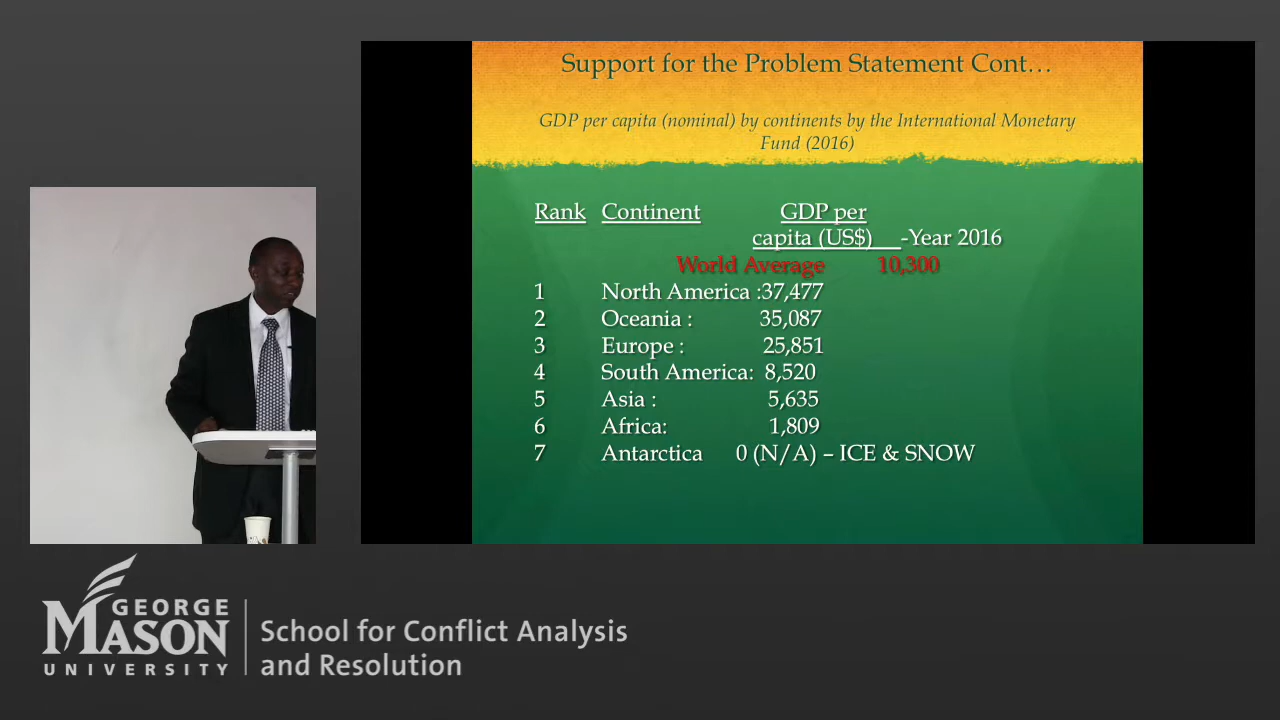 Support for the Problem Statement Cont…
GDP per capita (nominal) by continents by the International Monetary
Fund (2016)
Rank Continent GDP per
capita (US$) -Year 2016
World Average 10,300
1 North America :37,477
2 Oceania : 35,087
3 Europe : 25,851
4 South America: 8,520
5 Asia : 5,635
6 Africa: 1,809
7 Antarctica 0 (N/A) – ICE & SNOW
GEORGE
MASON
UNIVERSITY
School for Conflict Analysis
and Resolution